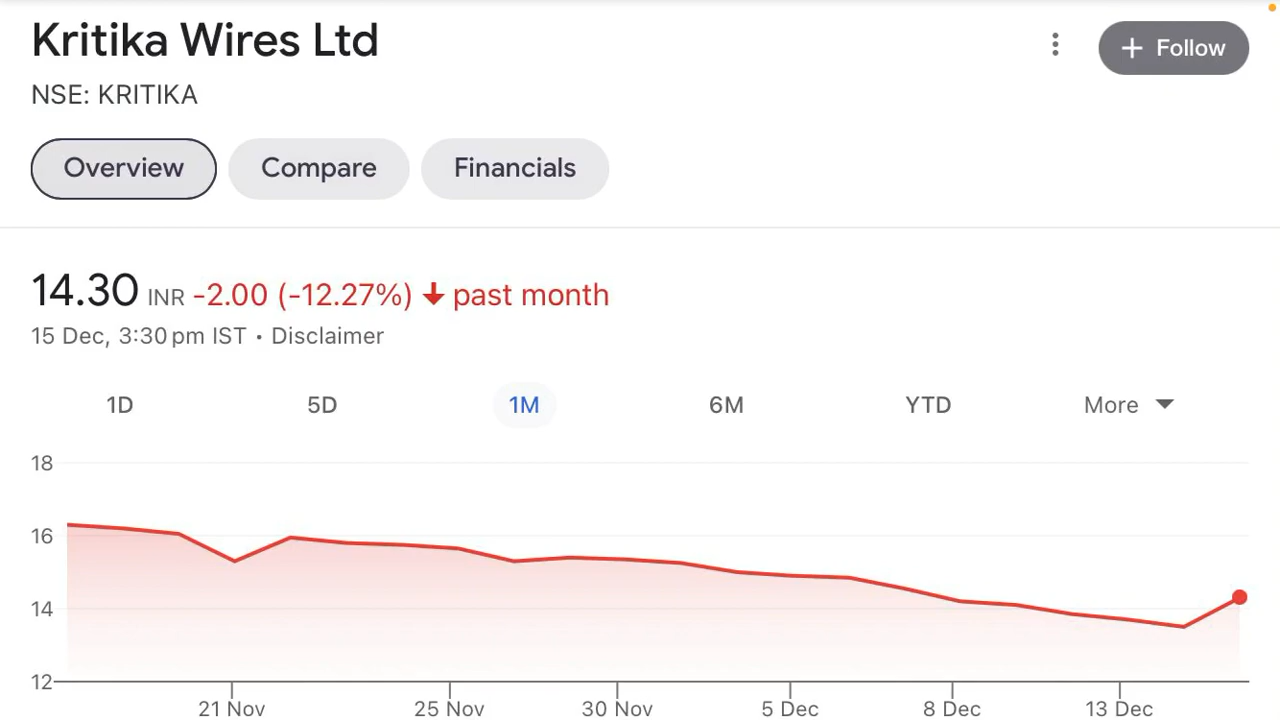 Kritika Wires Ltd
+ Follow
NSE: KRITIKA
Overview Compare Financials
14.30 INR -2.00 (-12.27%) ↓ past month
15 Dec, 3:30 pm IST • Disclaimer
1D 5D 1M 6M YTD More
18
16
14
12
21 Nov 25 Nov 30 Nov 5 Dec 8 Dec 13 Dec